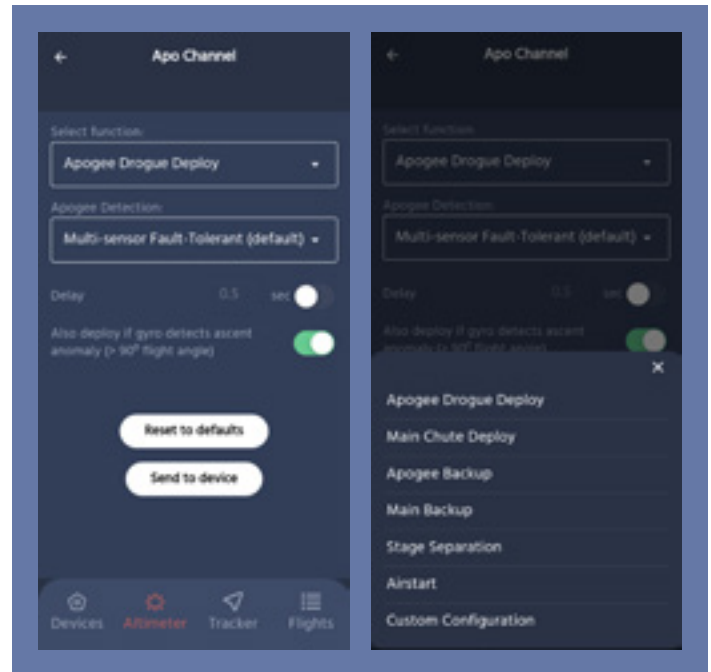 Apo Channel
Select function:
Apogee Drogue Deploy
Apogee Detection:
Multi-sensor Fault-Tolerant (default)
Delay 0.5 sec
Also deploy if gyro detects ascent
anomaly (> 90° flight angle)
Reset to defaults
Send to device
Devices Altimeter Tracker Flights
Apo Channel
Select function:
Apogee Drogue Deploy
Apogee Detection:
Multi-sensor Fault-Tolerant (default)
Delay 0.5 sec
Also deploy if gyro detects ascent
anomaly (> 90° flight angle)
Apogee Drogue Deploy
Main Chute Deploy
Apogee Backup
Main Backup
Stage Separation
Airstart
Custom Configuration